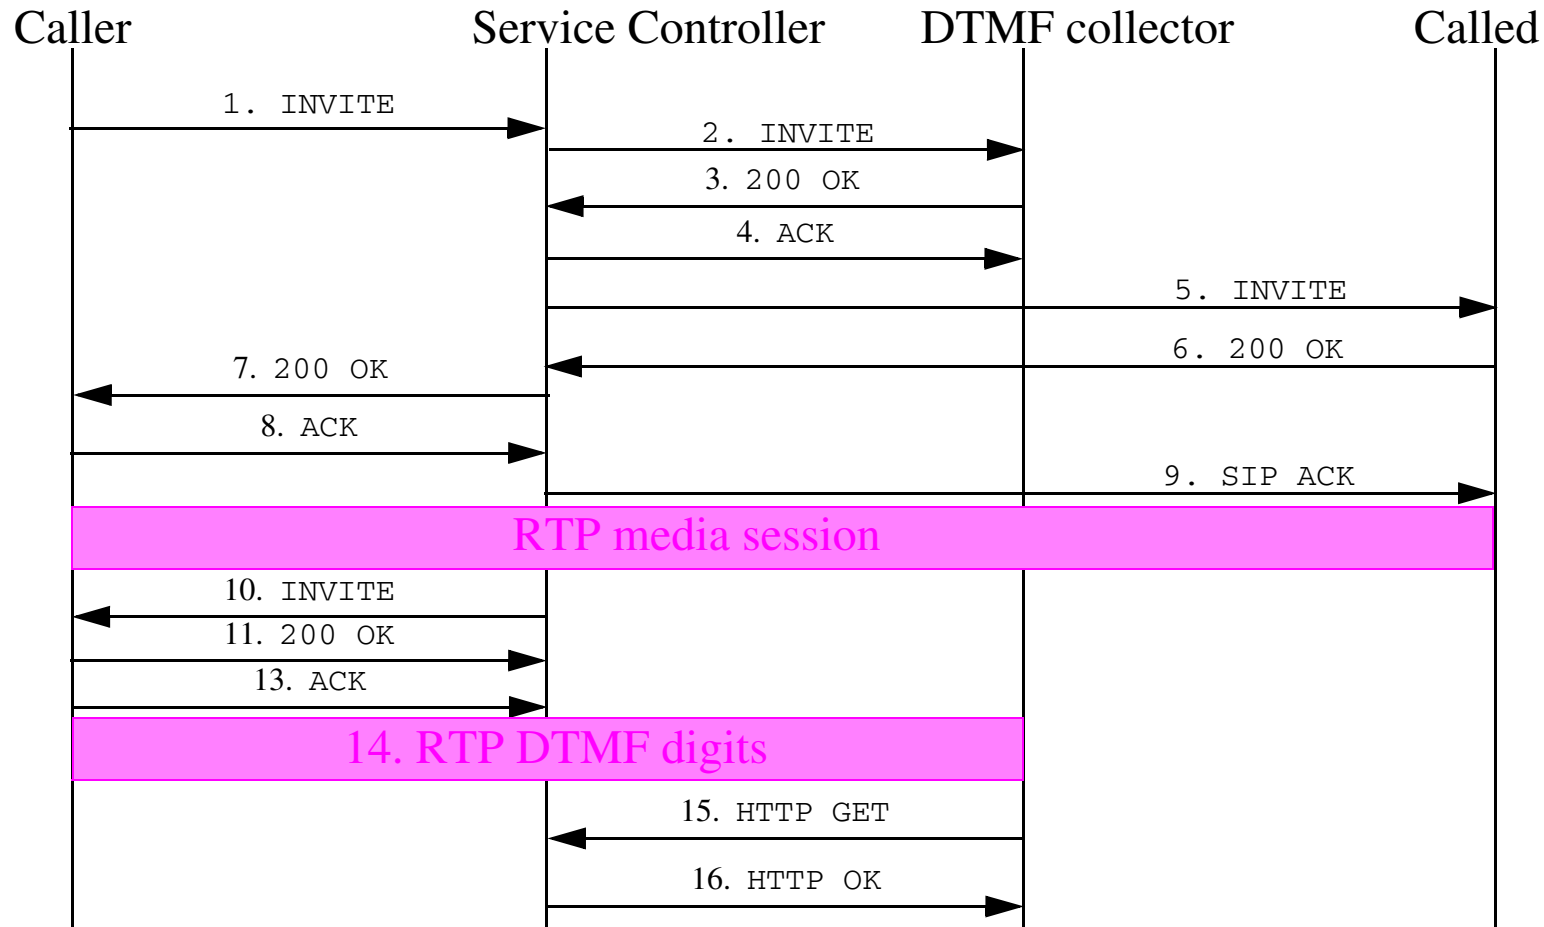 Caller
Service Controller
DTMF collector
Called
1. INVITE
2. INVITE
3. 200 OK
4. ACK
5. INVITE
6. 200 OK
7. 200 OK
8. ACK
9. SIP ACK
RTP media session
10. INVITE
11. 200 OK
13. ACK
14. RTP DTMF digits
15. HTTP GET
16. HTTP OK